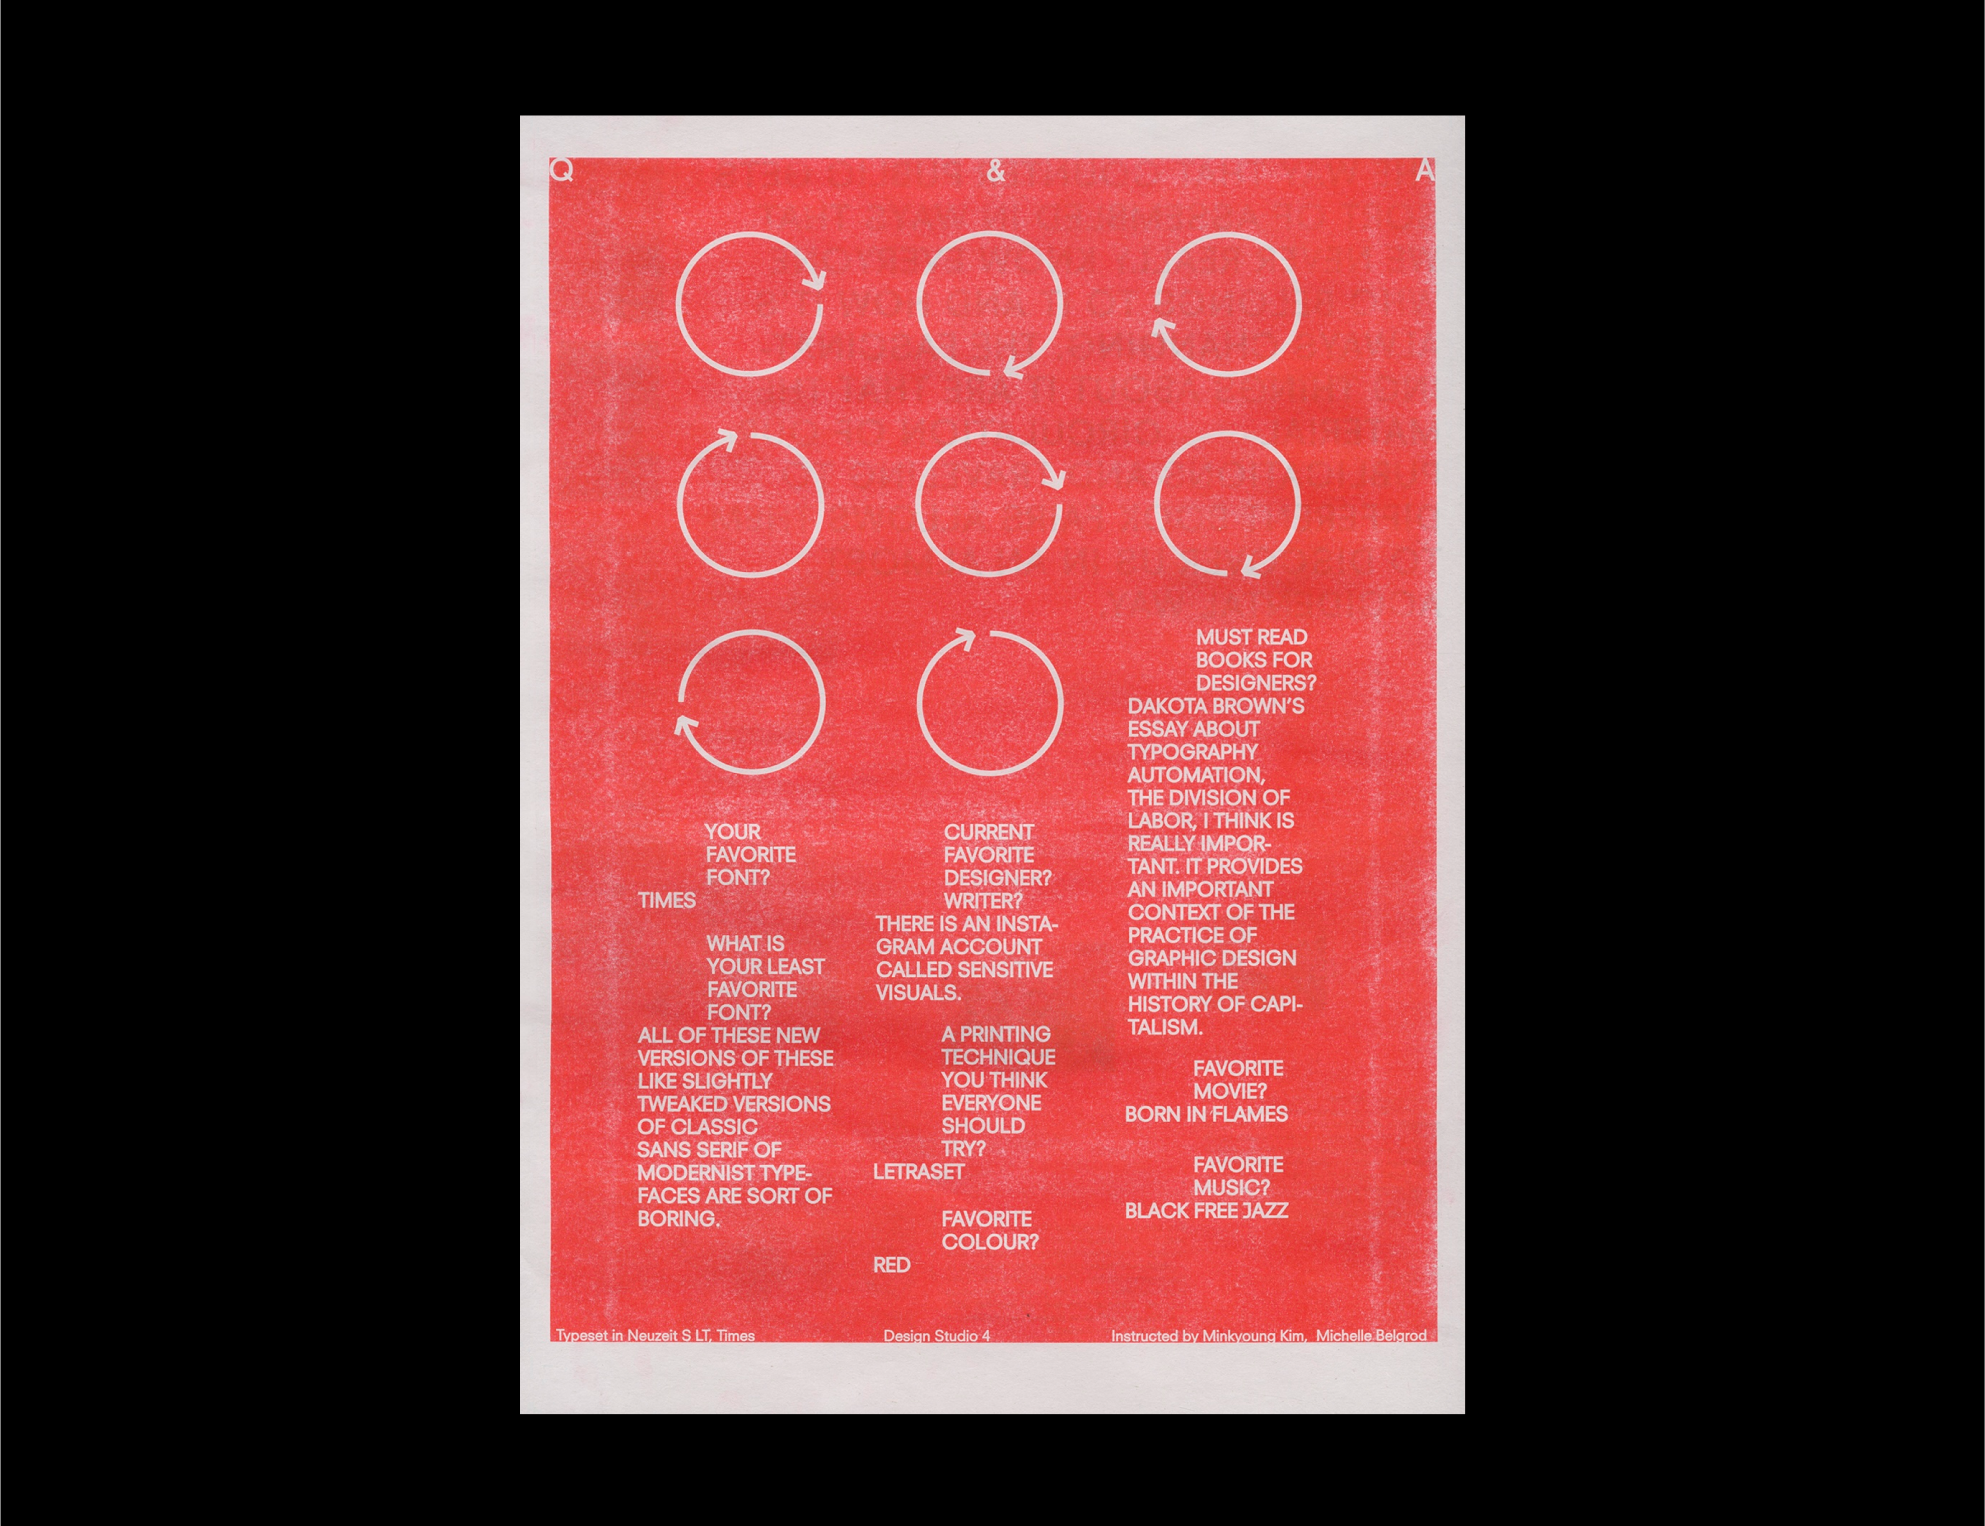 Q & A
YOUR
FAVORITE
FONT?
TIMES
WHAT IS
YOUR LEAST
FAVORITE
FONT?
ALL OF THESE NEW
VERSIONS OF THESE
LIKE SLIGHTLY
TWEAKED VERSIONS
OF CLASSIC
SANS SERIF OF
MODERNIST TYPE-
FACES ARE SORT OF
BORING.
CURRENT
FAVORITE
DESIGNER?
WRITER?
THERE IS AN INSTA-
GRAM ACCOUNT
CALLED SENSITIVE
VISUALS.
A PRINTING
TECHNIQUE
YOU THINK
EVERYONE
SHOULD
TRY?
LETRASET
FAVORITE
COLOUR?
RED
MUST READ
BOOKS FOR
DESIGNERS?
DAKOTA BROWN'S
ESSAY ABOUT
TYPOGRAPHY
AUTOMATION,
THE DIVISION OF
LABOR, I THINK IS
REALLY IMPOR-
TANT. IT PROVIDES
AN IMPORTANT
CONTEXT OF THE
PRACTICE OF
GRAPHIC DESIGN
WITHIN THE
HISTORY OF CAPI-
TALISM.
FAVORITE
MOVIE?
BORN IN FLAMES
FAVORITE
MUSIC?
BLACK FREE JAZZ
Typeset in Neuzeit S LT, Times
Design Studio 4
Instructed by Minkyoung Kim, Michelle Belgrod